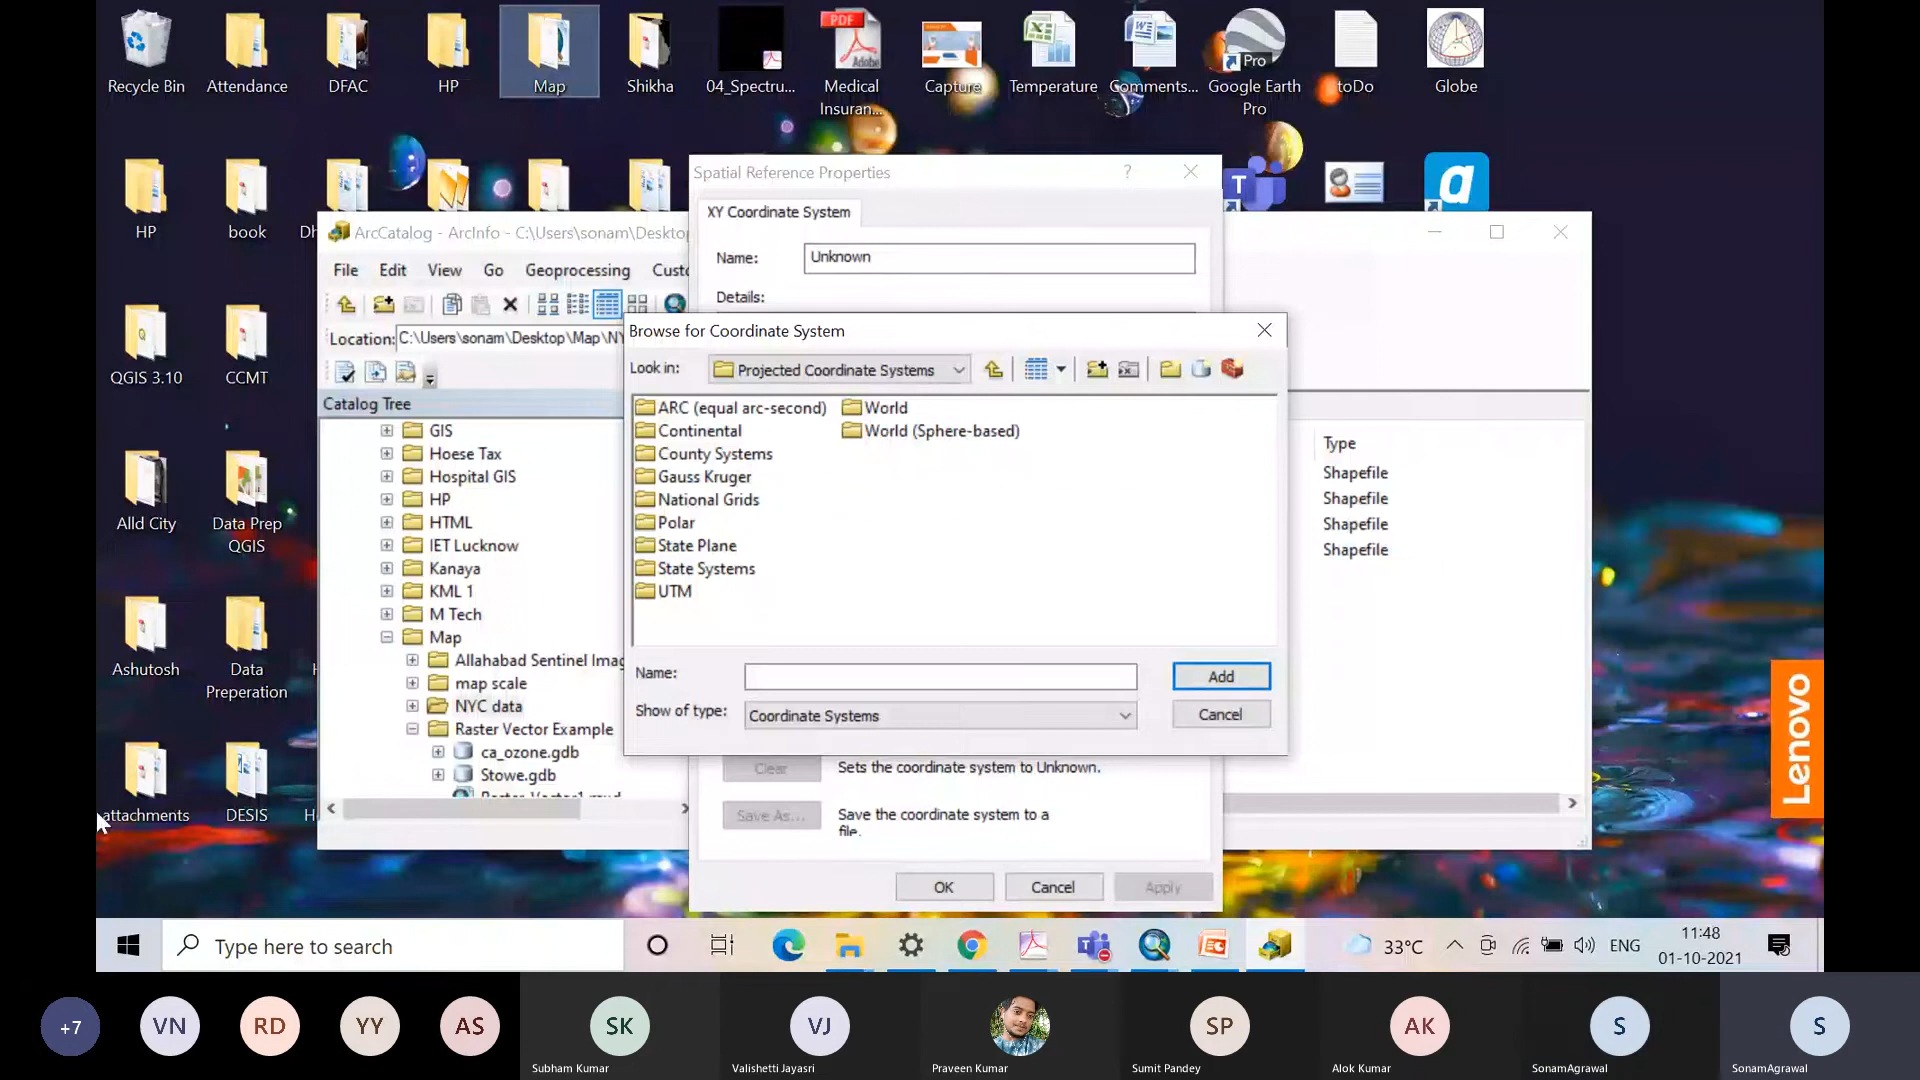 Recycle Bin
Attendance
DFAC
HP
Map
Shikha
04_Spectru...
PDF
Adobe
Medical
Insuran...
Capture
Temperature
Comments...
Pro
Google Earth
Pro
toDo
Globe
HP
book
QGIS 3.10
CCMT
Alld City
Data Prep
QGIS
Ashutosh
Data
Preperation
attachments
DESIS
ArcCatalog - ArcInfo - C:\Users\sonam\Desktop
File Edit View Go Geoprocessing Custo
Location: C:\Users\sonam\Desktop\Map\NY
Catalog Tree
GIS
Hoese Tax
Hospital GIS
HP
HTML
IET Lucknow
Kanaya
KML 1
M Tech
Map
Allahabad Sentinel Imag
map scale
NYC data
Raster Vector Example
ca_ozone.gdb
Stowe.gdb
Type
Shapefile
Shapefile
Shapefile
Shapefile
Spatial Reference Properties
XY Coordinate System
Name: Unknown
Details:
Browse for Coordinate System
Look in: Projected Coordinate Systems
ARC (equal arc-second)
Continental
County Systems
Gauss Kruger
National Grids
Polar
State Plane
State Systems
UTM
World
World (Sphere-based)
Name:
Add
Show of type: Coordinate Systems
Cancel
Clear
Sets the coordinate system to Unknown.
Save As...
Save the coordinate system to a
file.
OK
Cancel
Apply
Lenovo
Type here to search
33°C
ENG
11:48
01-10-2021
+7
VN
RD
YY
AS
SK
Subham Kumar
VJ
Valishetti Jayasri
Praveen Kumar
SP
Sumit Pandey
AK
Alok Kumar
S
SonamAgrawal
S
SonamAgrawal